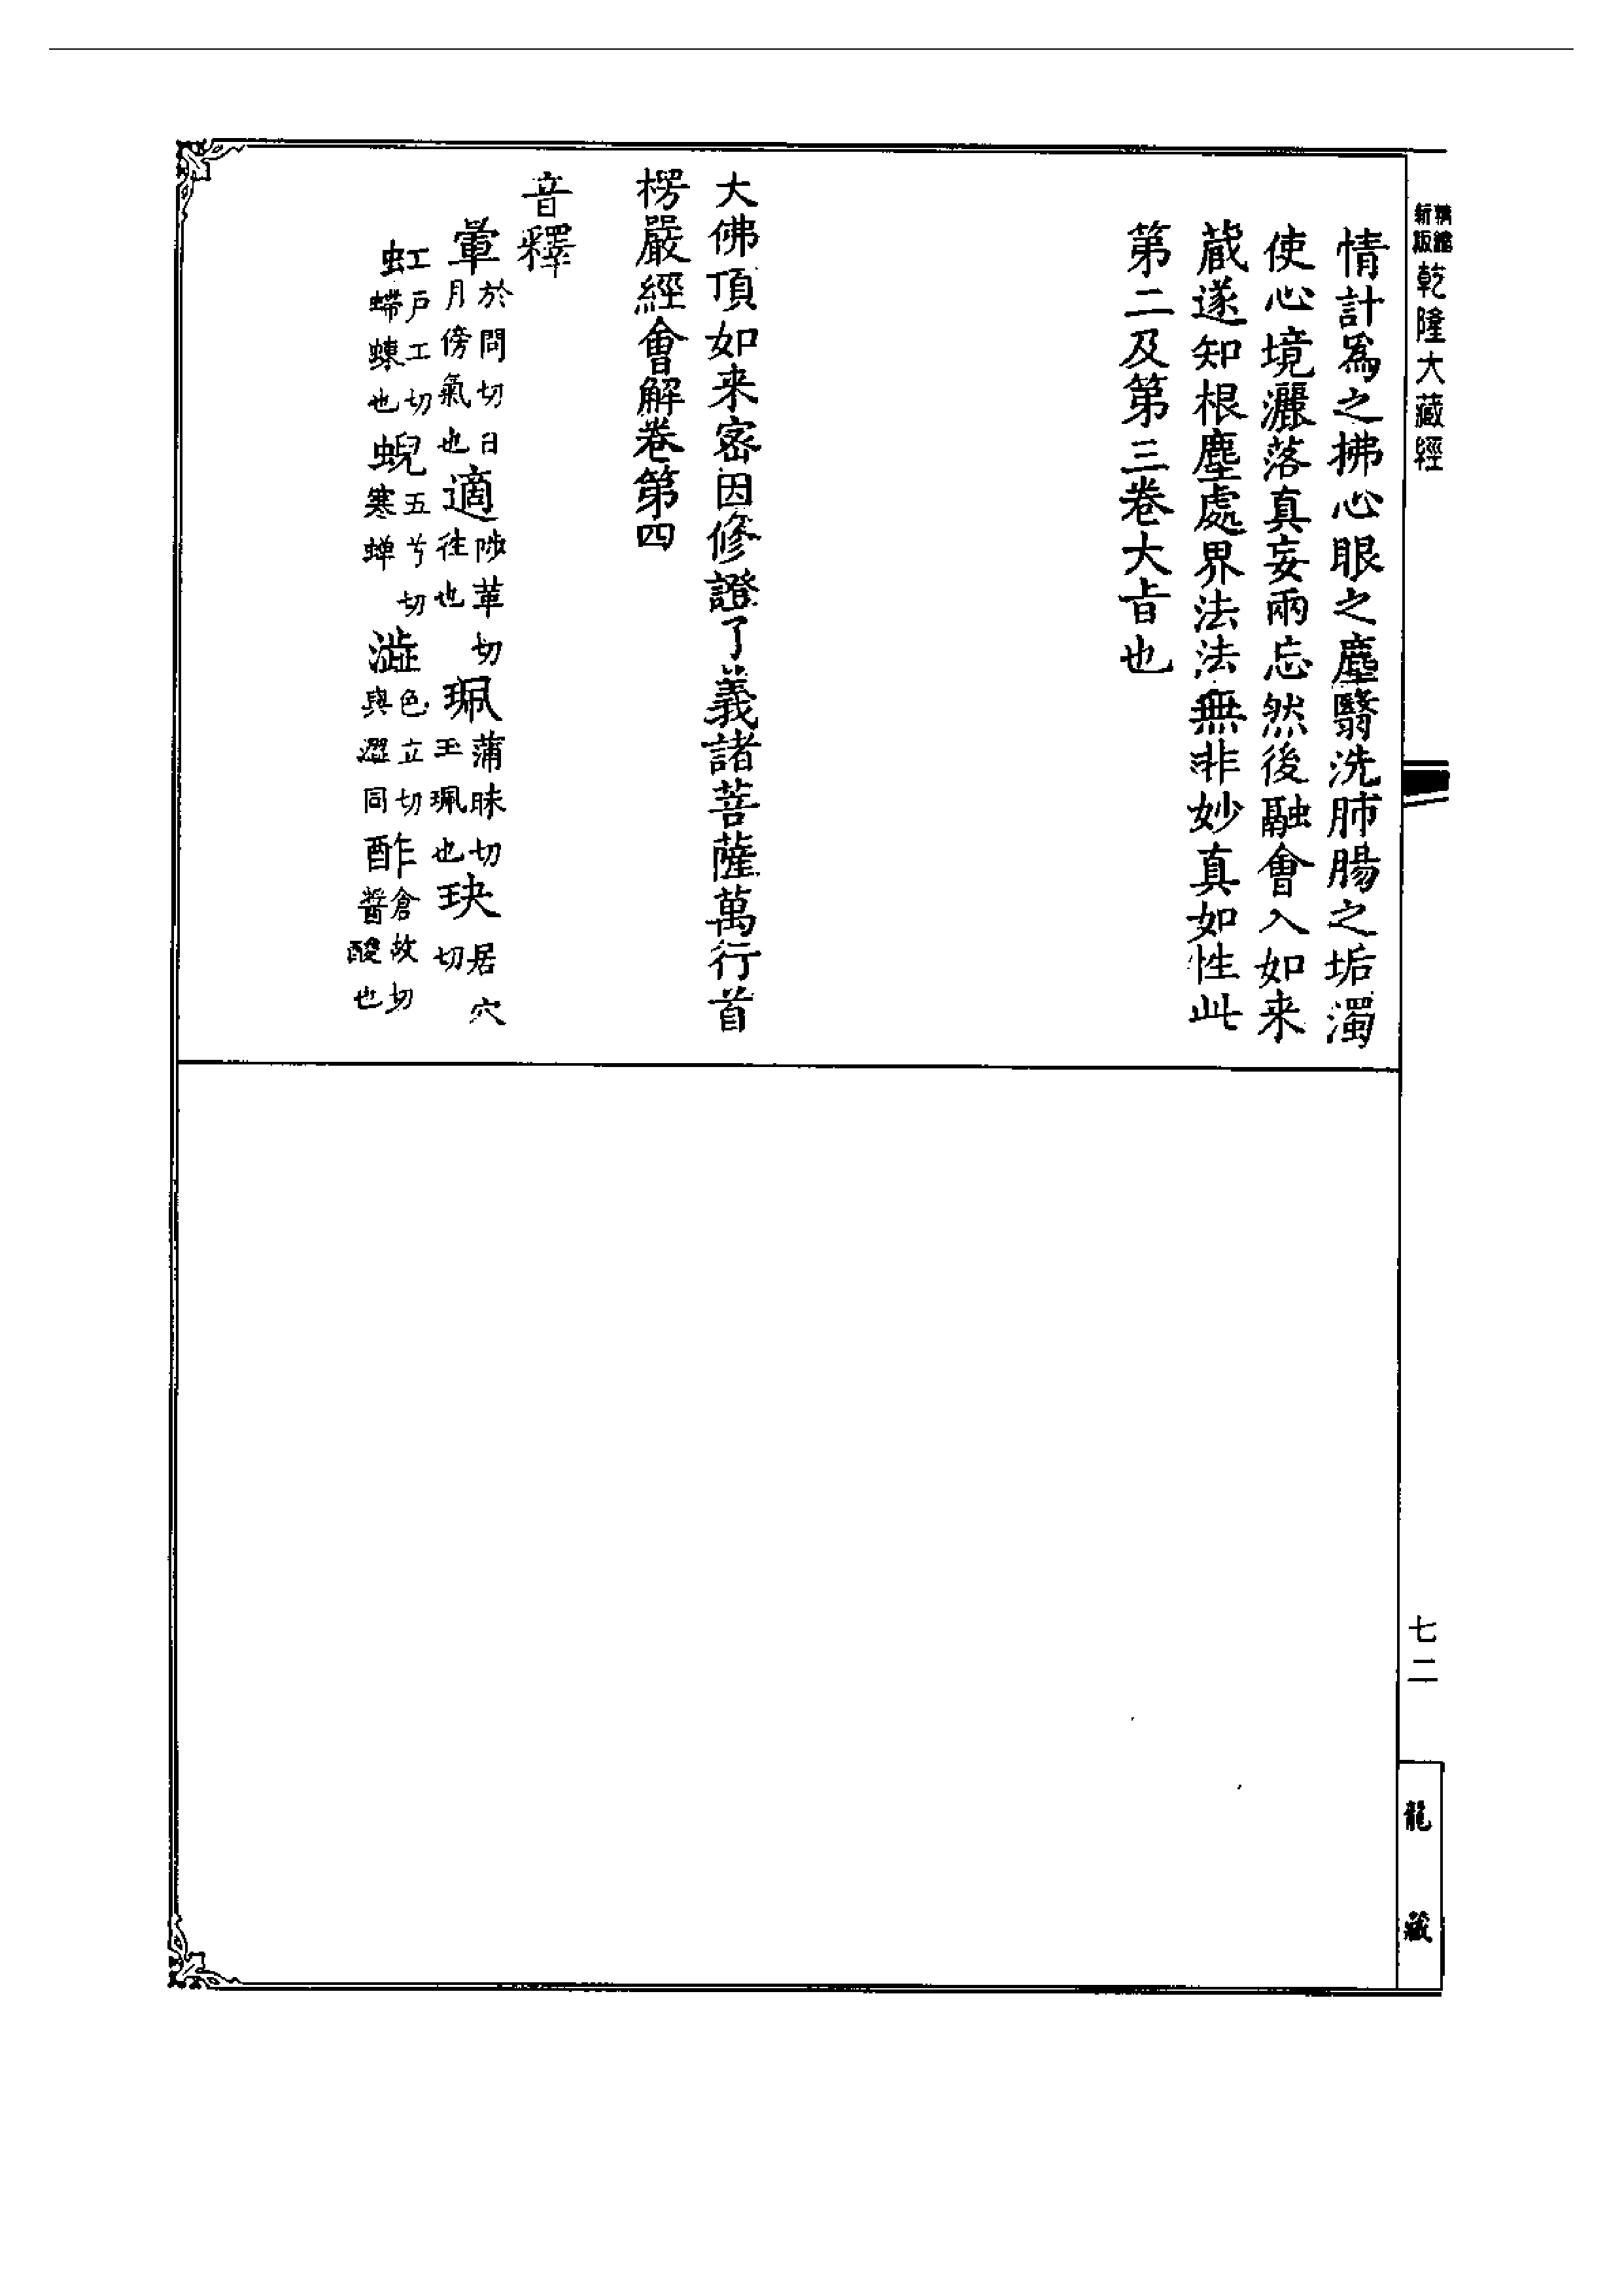 精縮新版乾隆大藏經
情計爲之拂心眼之塵翳洗肺腸之垢濁
使心境灑落真妄兩忘然後融會入如来
藏遂知根塵處界法法無非妙真如性此
第二及第三卷大㫖也
大佛頂如来密因修證了義諸菩薩萬行首
楞嚴經會解卷第四
音釋
暈於問切日月傍氣也適陟革切往也珮蒲昧切玉珮也玦居穴切
虹戶工切螮蝀也蜺五兮切寒蟬澁色立切與澀同酢倉故切醬醶也
七二
龍藏